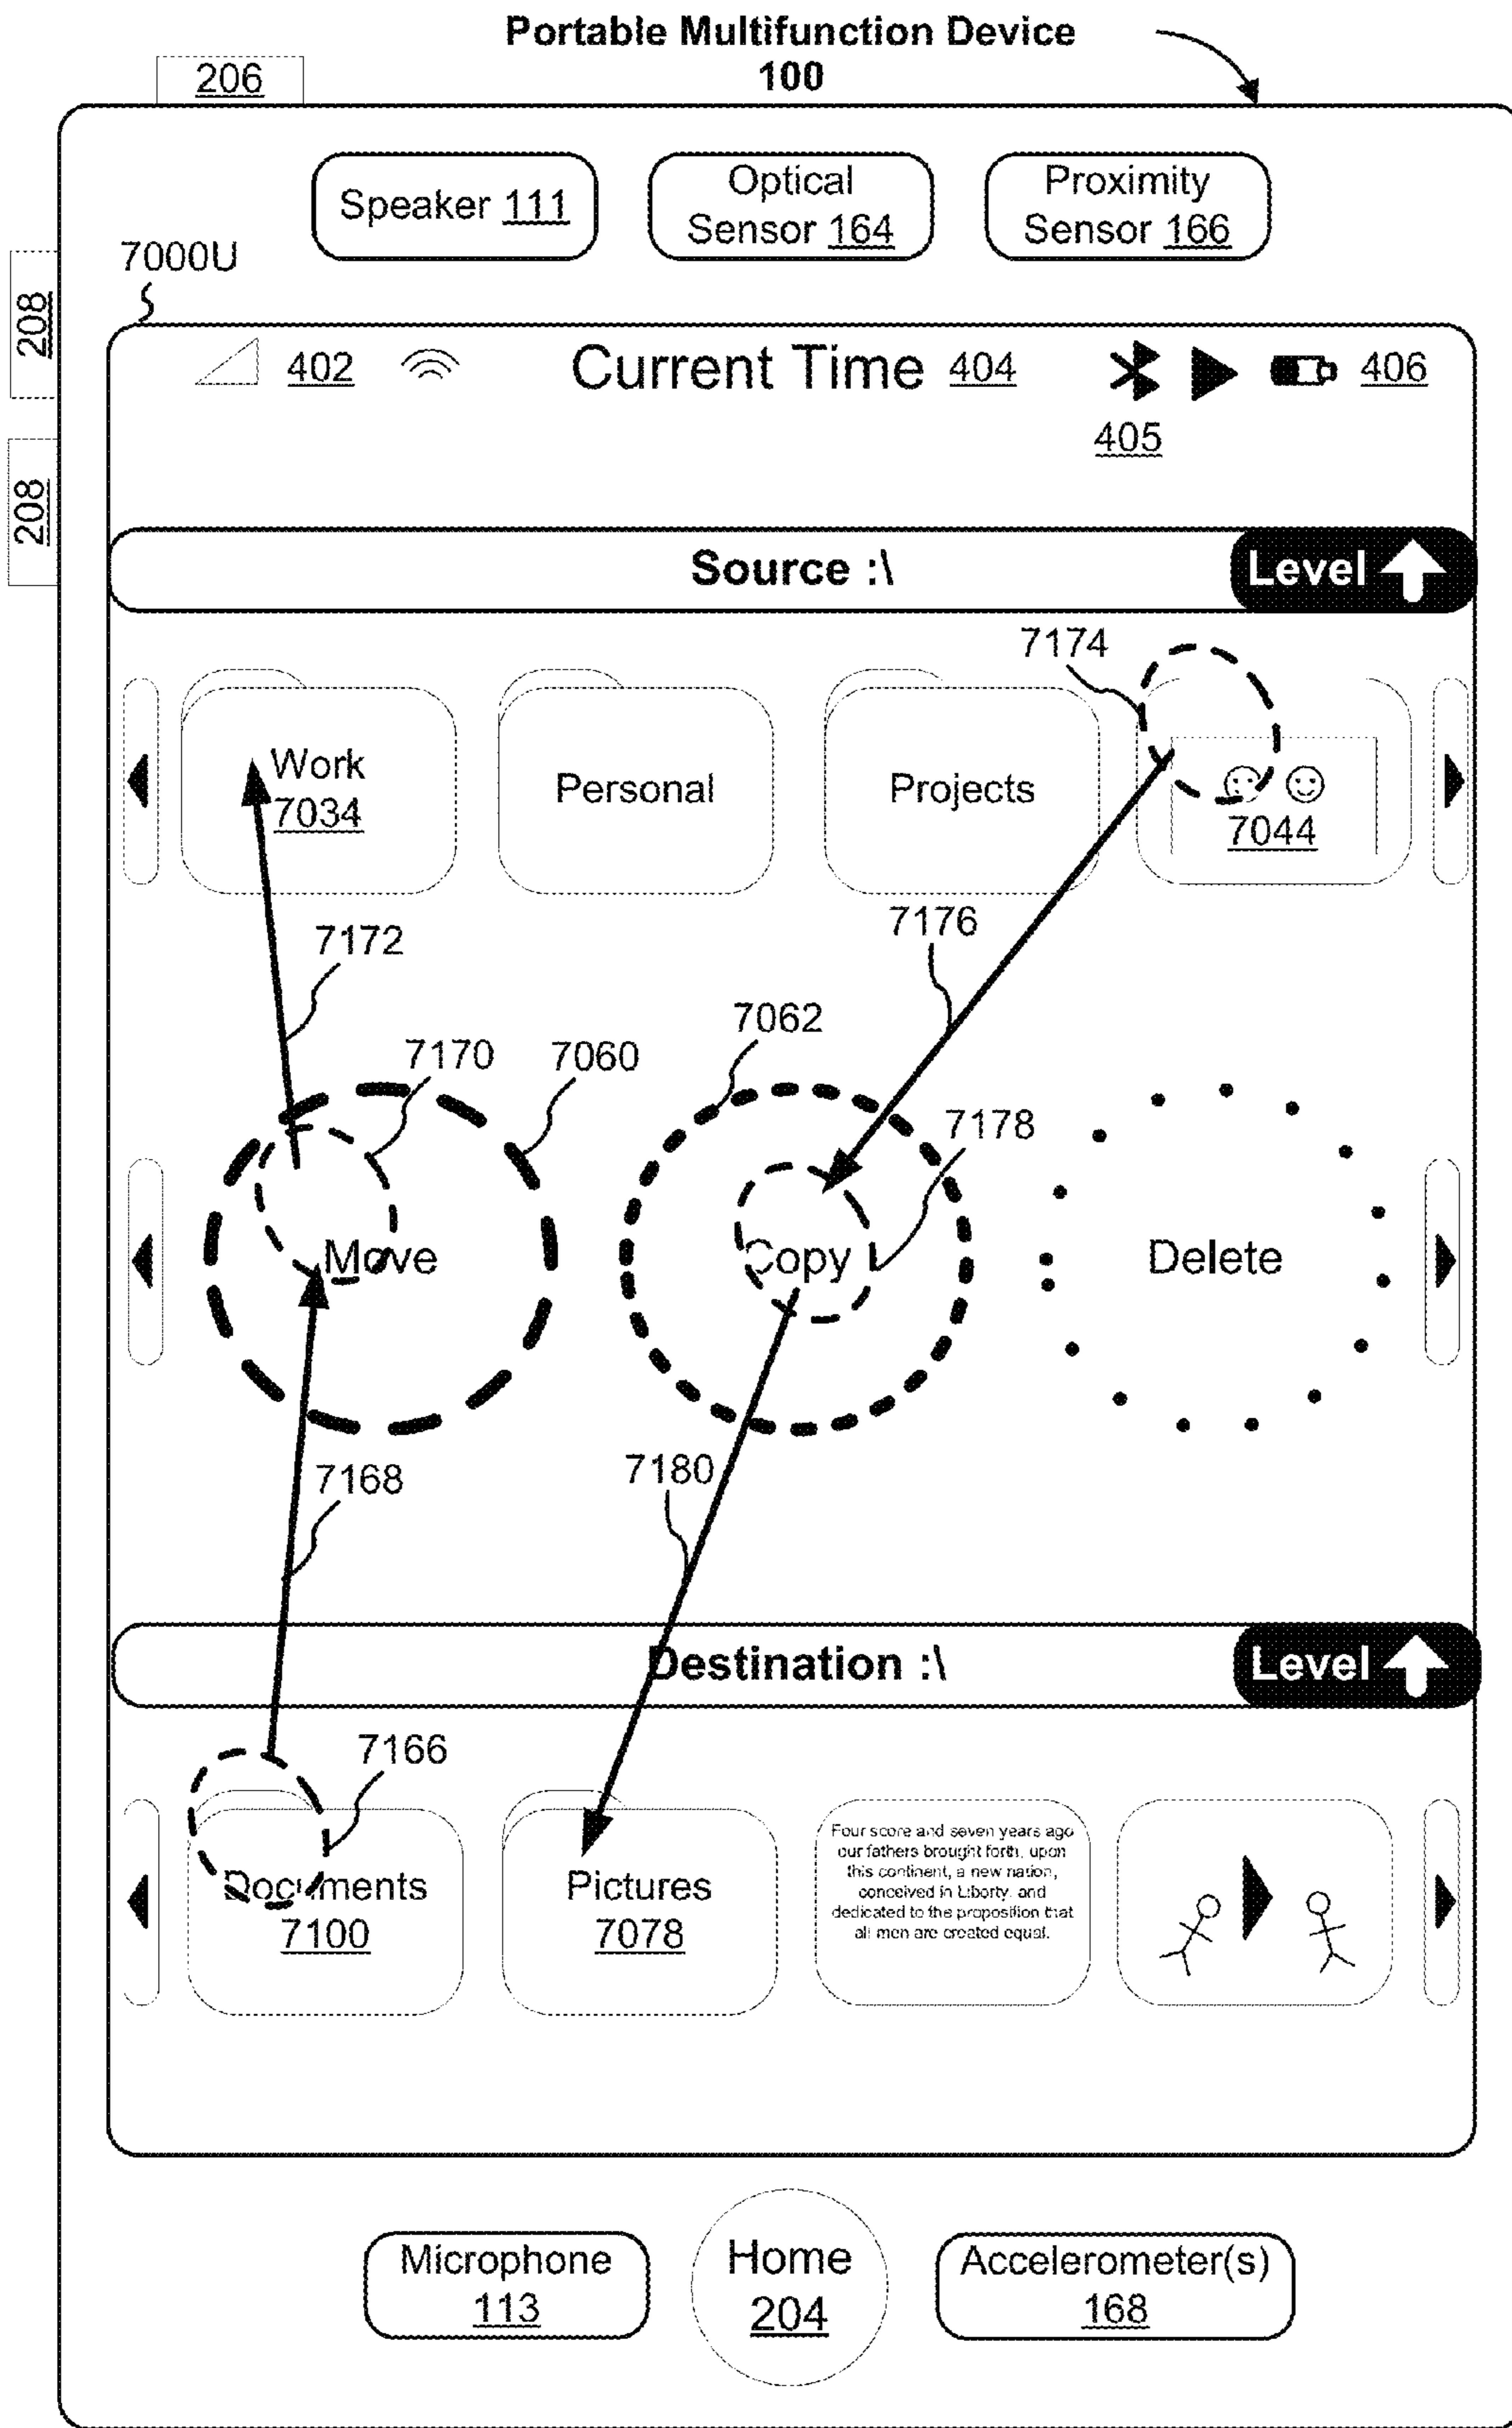 Portable Multifunction Device
100
206
Speaker 111
Optical
Sensor 164
Proximity
Sensor 166
7000U
208
208
402
Current Time 404
406
405
Source :\
Level
7174
Work
7034
Personal
Projects
7044
7172
7176
7170
7060
7062
7178
Move
Copy
Delete
7168
7180
Destination :\
Level
7166
Documents
7100
Pictures
7078
Four score and seven years ago
our fathers brought forth, upon
this continent, a new nation,
conceived in Liberty, and
dedicated to the proposition that
all men are created equal.
Microphone
113
Home
204
Accelerometer(s)
168